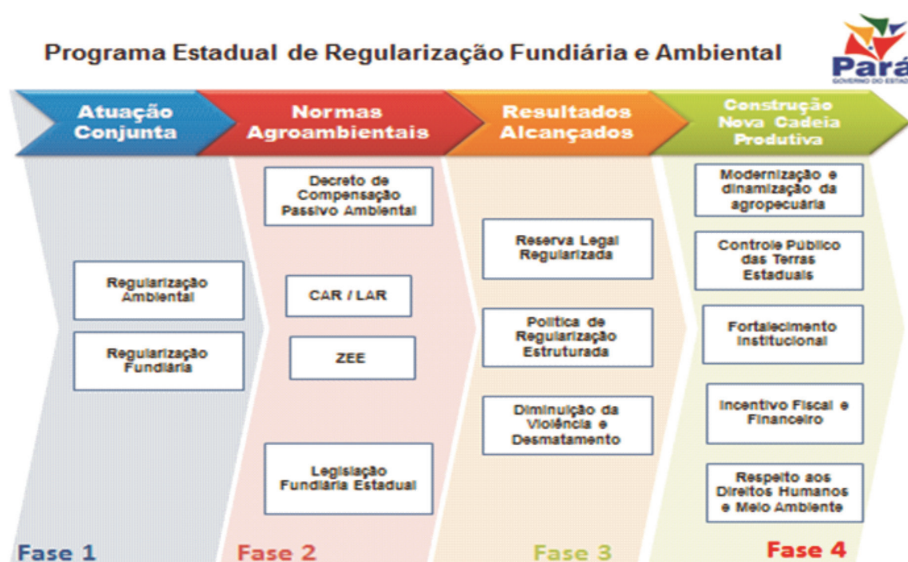 Programa Estadual de Regularização Fundiária e Ambiental
Pará
GOVERNO DO ESTADO
Atuação
Conjunta
Normas
Agroambientais
Resultados
Alcançados
Construção
Nova Cadeia
Produtiva
Regularização
Ambiental
Regularização
Fundiária
Decreto de
Compensação
Passivo Ambiental
CAR / LAR
ZEE
Legislação
Fundiária Estadual
Reserva Legal
Regularizada
Política de
Regularização
Estruturada
Diminuição da
Violência e
Desmatamento
Modernização e
dinamização da
agropecuária
Controle Público
das Terras
Estaduais
Fortalecimento
Institucional
Incentivo Fiscal e
Financeiro
Respeito aos
Direitos Humanos
e Meio Ambiente
Fase 1
Fase 2
Fase 3
Fase 4